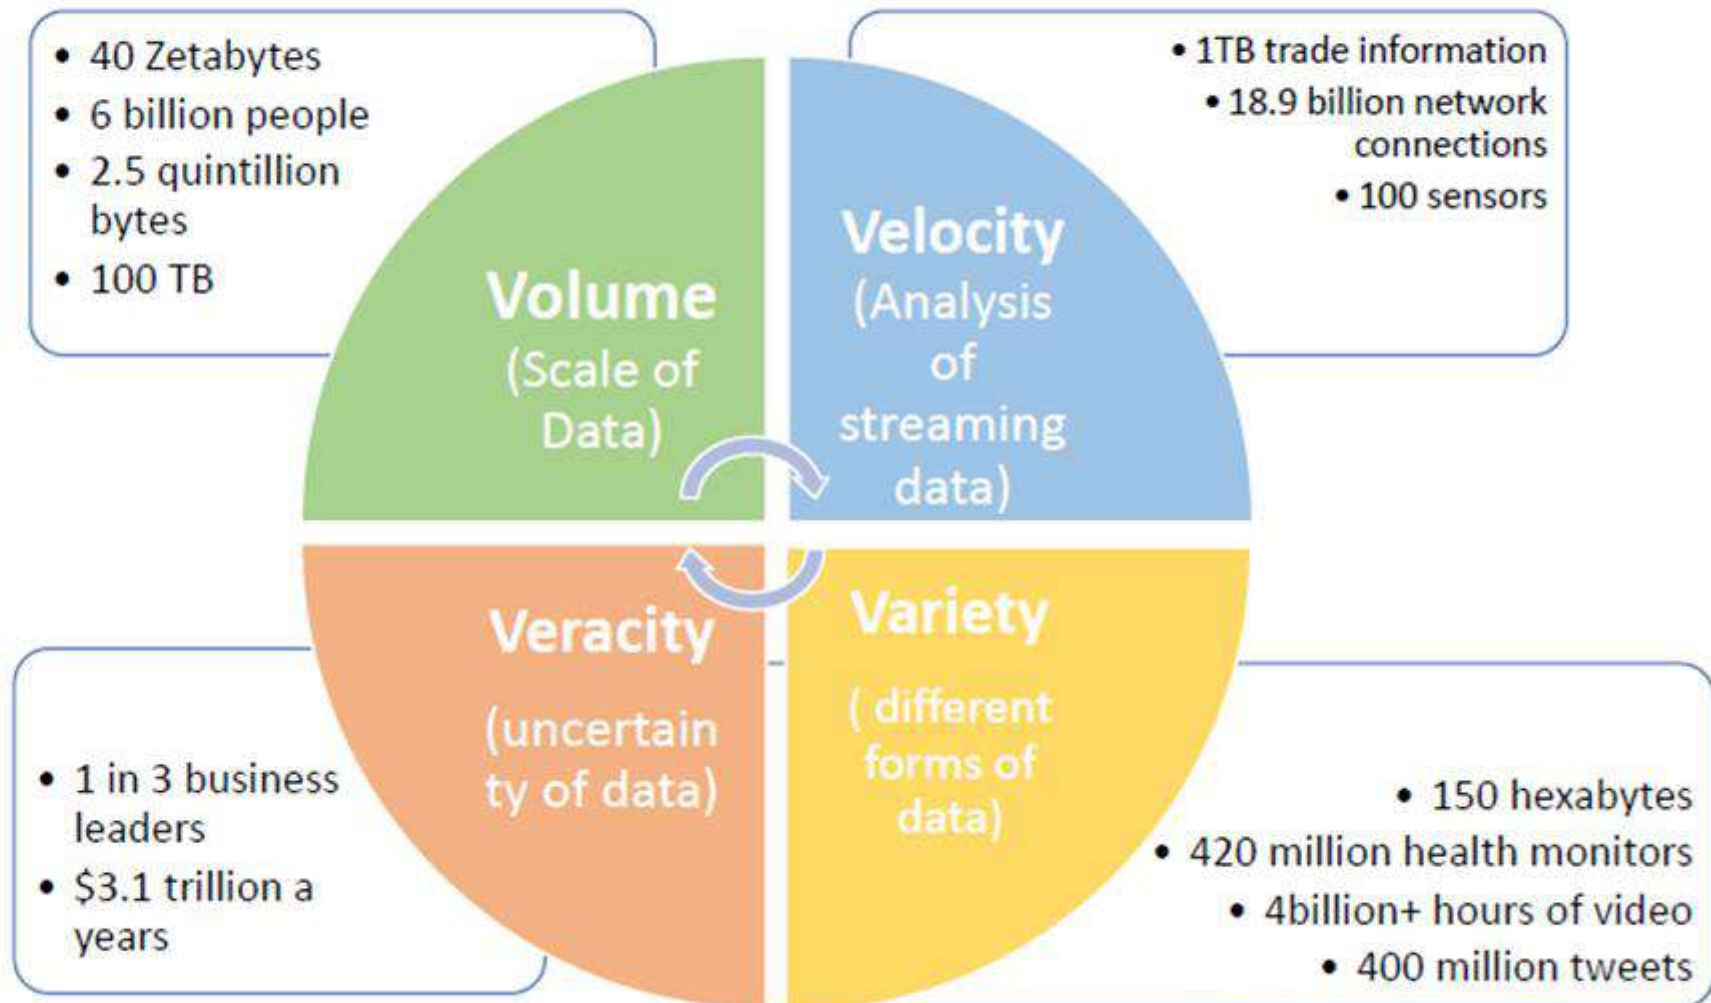 • 40 Zetabytes
• 6 billion people
• 2.5 quintillion
bytes
• 100 TB
Volume
(Scale of
Data)
• 1TB trade information
• 18.9 billion network
connections
• 100 sensors
Velocity
(Analysis
of
streaming
data)
Veracity
(uncertain
ty of data)
• 1 in 3 business
leaders
• $3.1 trillion a
years
Variety
( different
forms of
data)
• 150 hexabytes
• 420 million health monitors
• 4billion+ hours of video
• 400 million tweets